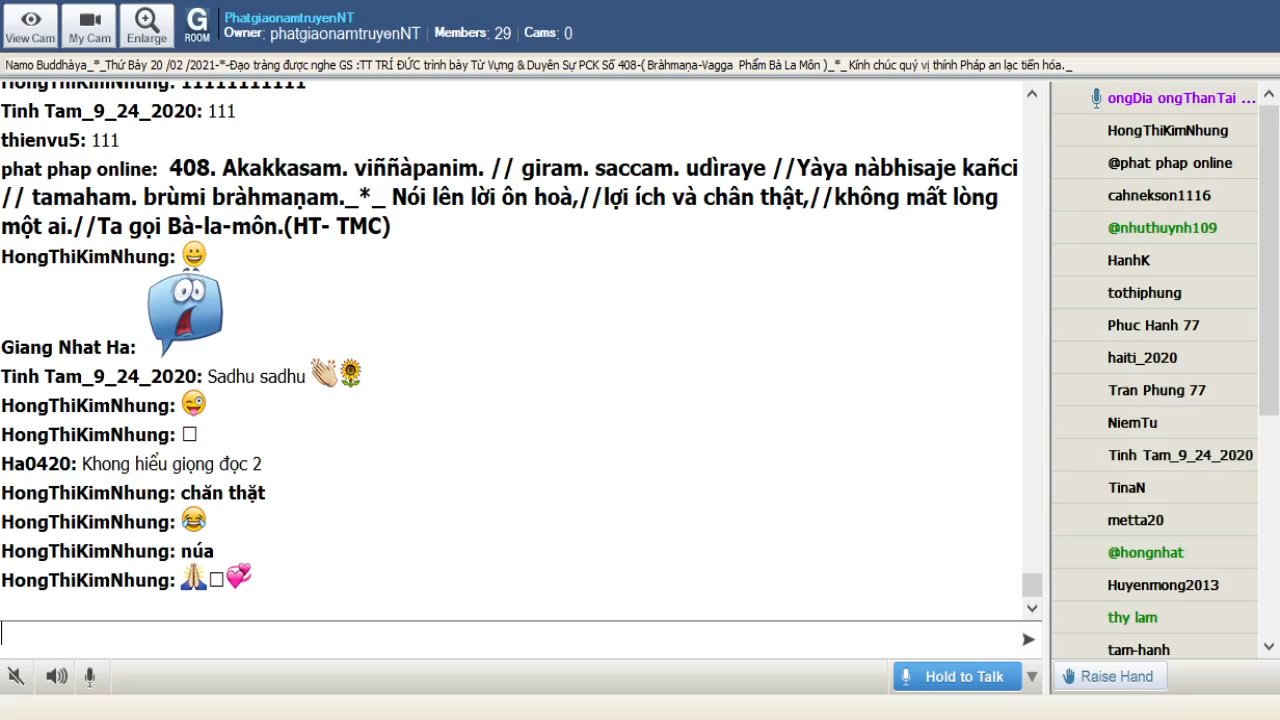 View Cam
My Cam
Enlarge
G
ROOM
PhatgiaonamtruyenNT
Owner: phatgiaonamtruyenNT | Members: 29 | Cams: 0
Namo Buddhàya_*_Thứ Bảy 20 /02 /2021-*-Đạo tràng được nghe GS :TT TRÍ ĐỨC trình bày Từ Vựng & Duyên Sự PCK Số 408-( Bràhmaṇa-Vagga Phẩm Bà La Môn )_*_Kính chúc quý vị thính Pháp an lạc tiến hóa._
HongThiKimNhung: 11111111111
Tinh Tam_9_24_2020: 111
thienvu5: 111
phat phap online: 408. Akakkasam. viññàpanim. // giram. saccam. udìraye //Yàya nàbhisaje kañci
// tamaham. brùmi bràhmaṇam._*_ Nói lên lời ôn hoà,//lợi ích và chân thật,//không mất lòng
một ai.//Ta gọi Bà-la-môn.(HT- TMC)
HongThiKimNhung: 😀
Giang Nhat Ha:
Tinh Tam_9_24_2020: Sadhu sadhu 👏🏼🌻
HongThiKimNhung: 😜
HongThiKimNhung: □
Ha0420: Khong hiểu giọng đọc 2
HongThiKimNhung: chăn thặt
HongThiKimNhung: 😂
HongThiKimNhung: núa
HongThiKimNhung: 🙏🏼□💞
Hold to Talk
ongDia ongThanTai ...
HongThiKimNhung
@phat phap online
cahnekson1116
@nhuthuynh109
HanhK
tothiphung
Phuc Hanh 77
haiti_2020
Tran Phung 77
NiemTu
Tinh Tam_9_24_2020
TinaN
metta20
@hongnhat
Huyenmong2013
thy lam
tam-hanh
Raise Hand